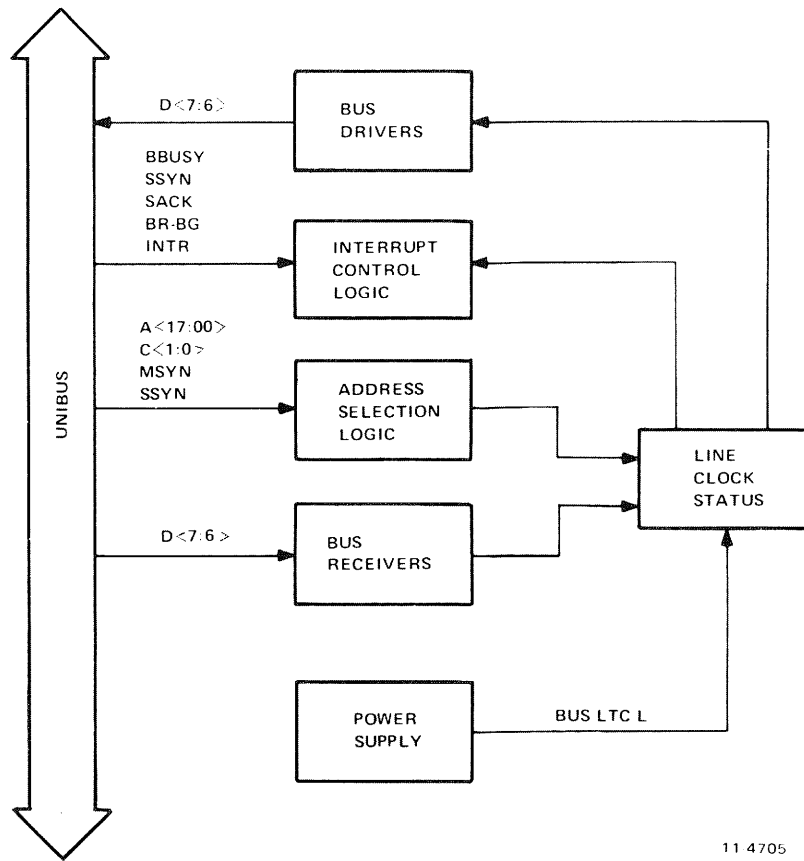 D<7:6>
BUS
DRIVERS
BBUSY
SSYN
SACK
BR-BG
INTR
INTERRUPT
CONTROL
LOGIC
A<17:00>
C<1:0>
MSYN
SSYN
ADDRESS
SELECTION
LOGIC
UNIBUS
LINE
CLOCK
STATUS
D<7:6>
BUS
RECEIVERS
POWER
SUPPLY
BUS LTC L
11 4705